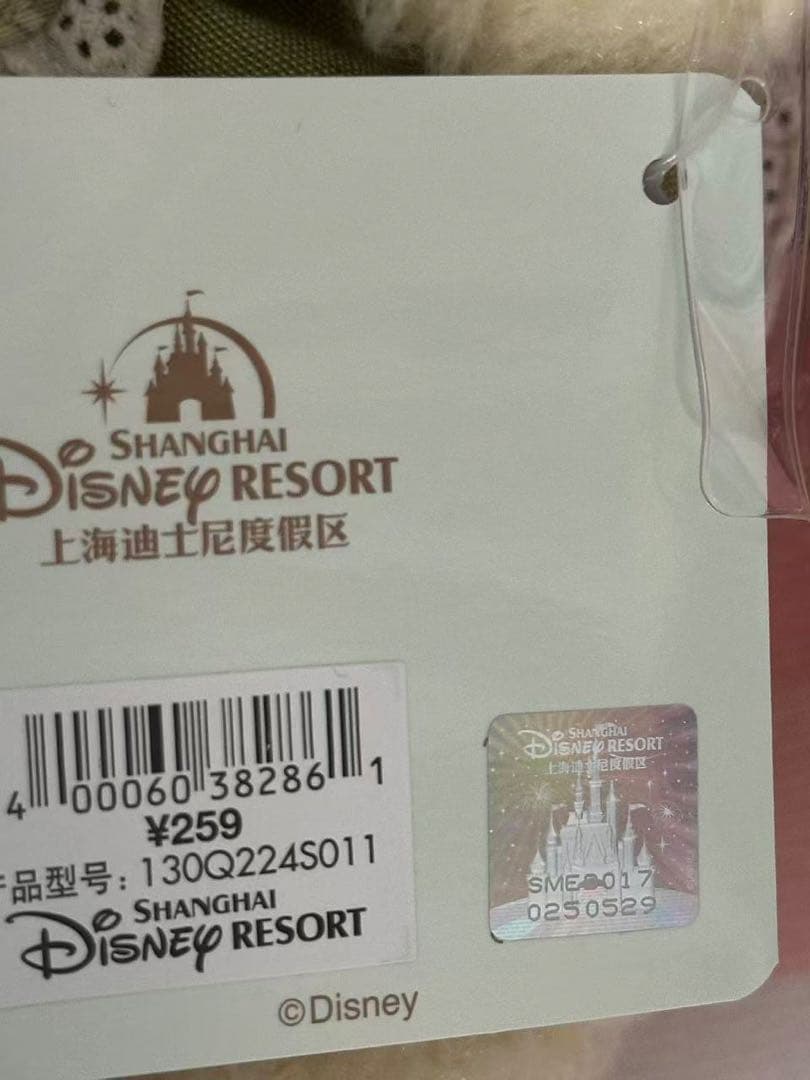 SHANGHAI
DISNEY RESORT
上海迪士尼度假区
4 00060 38286 1
¥259
品型号: 130Q224S011
SHANGHAI
DISNEY RESORT
©Disney
SHANGHAI
DISNEY RESORT
上海迪士尼度假区
0250529